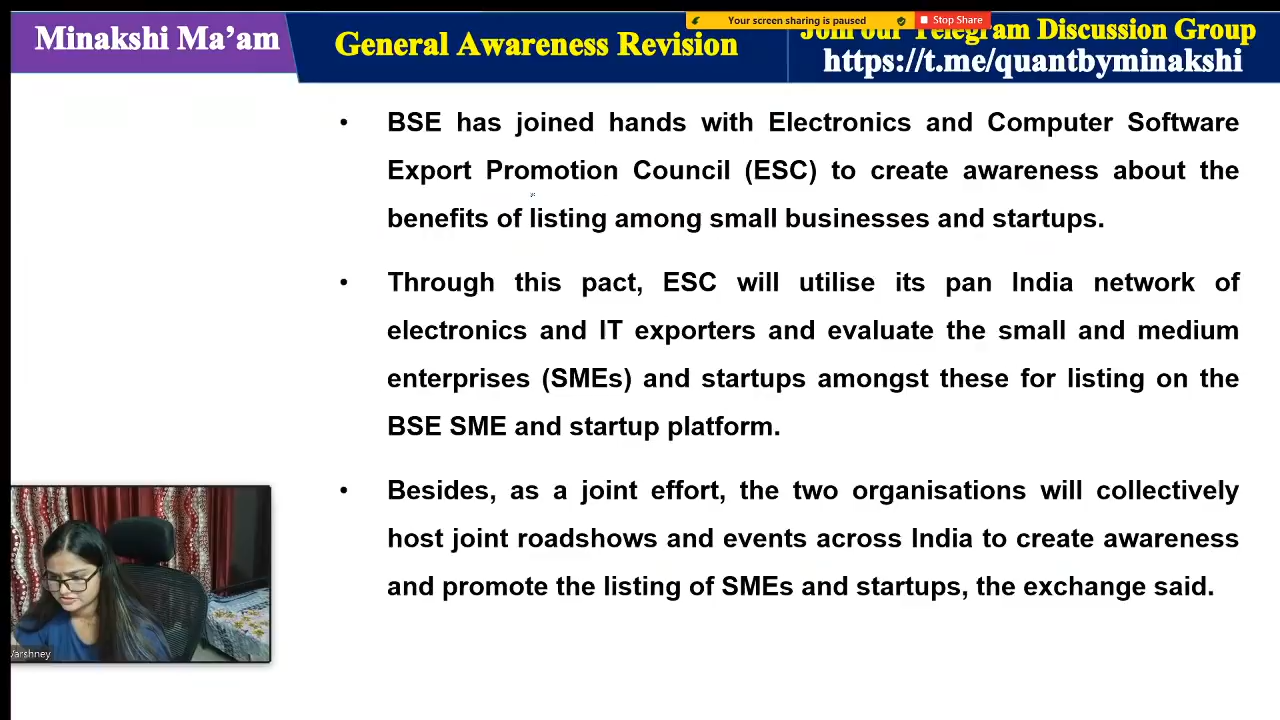 Your screen sharing is paused
Stop Share
Minakshi Ma’am
General Awareness Revision
Join our Telegram Discussion Group
https://t.me/quantbyminakshi
• BSE has joined hands with Electronics and Computer Software
Export Promotion Council (ESC) to create awareness about the
benefits of listing among small businesses and startups.
• Through this pact, ESC will utilise its pan India network of
electronics and IT exporters and evaluate the small and medium
enterprises (SMEs) and startups amongst these for listing on the
BSE SME and startup platform.
• Besides, as a joint effort, the two organisations will collectively
host joint roadshows and events across India to create awareness
and promote the listing of SMEs and startups, the exchange said.
Varshney